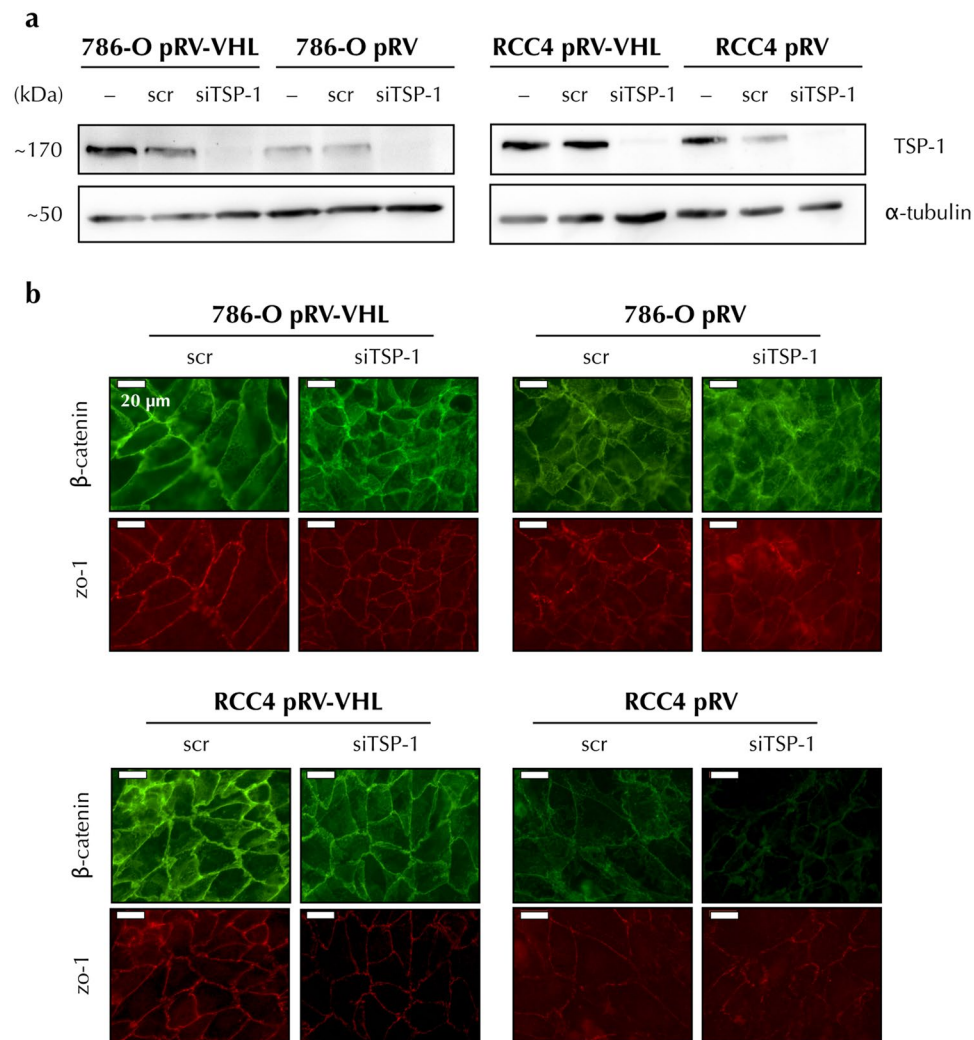 a
786-O pRV-VHL 786-O pRV RCC4 pRV-VHL RCC4 pRV
(kDa) – scr siTSP-1 – scr siTSP-1 – scr siTSP-1 – scr siTSP-1
~170 TSP-1
~50 α-tubulin
b
786-O pRV-VHL 786-O pRV
scr siTSP-1 scr siTSP-1
β-catenin
20 μm
zo-1
RCC4 pRV-VHL RCC4 pRV
scr siTSP-1 scr siTSP-1
β-catenin
zo-1